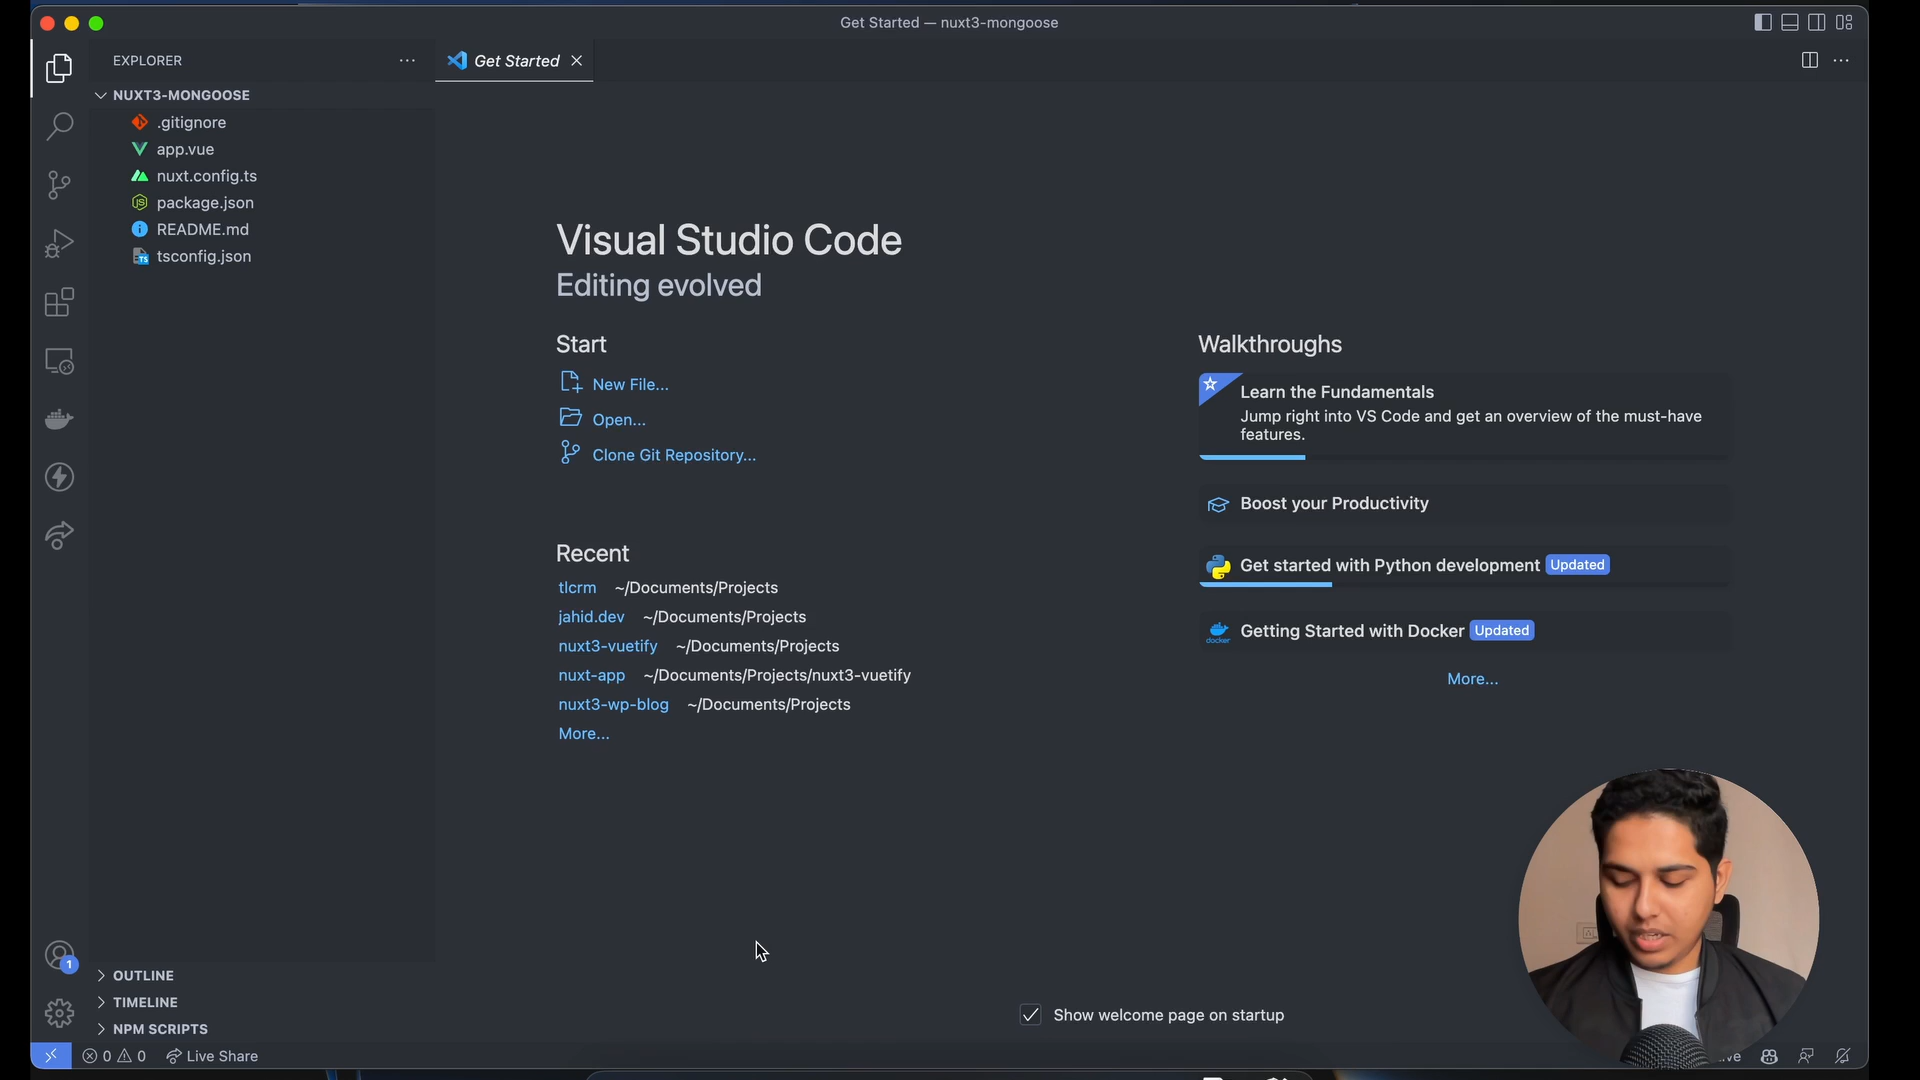 Get Started — nuxt3-mongoose
EXPLORER
Get Started
NUXT3-MONGOOSE
.gitignore
app.vue
nuxt.config.ts
package.json
README.md
tsconfig.json
Visual Studio Code
Editing evolved
Start
New File...
Open...
Clone Git Repository...
Recent
tlcrm ~/Documents/Projects
jahid.dev ~/Documents/Projects
nuxt3-vuetify ~/Documents/Projects
nuxt-app ~/Documents/Projects/nuxt3-vuetify
nuxt3-wp-blog ~/Documents/Projects
More...
Walkthroughs
Learn the Fundamentals
Jump right into VS Code and get an overview of the must-have
features.
Boost your Productivity
Get started with Python development Updated
Getting Started with Docker Updated
More...
Show welcome page on startup
1
OUTLINE
TIMELINE
NPM SCRIPTS
0 0 Live Share